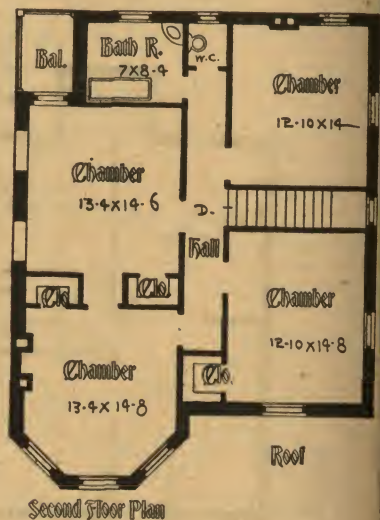 Bal.
Bath R.
7X8-4
W.C.
Chamber
12-10X14
Chamber
13-4X14-6
D.
Hall
Clo
Clo.
Chamber
12-10X14-8
Chamber
13-4X14-8
Clo.
Roof
Second Floor Plan